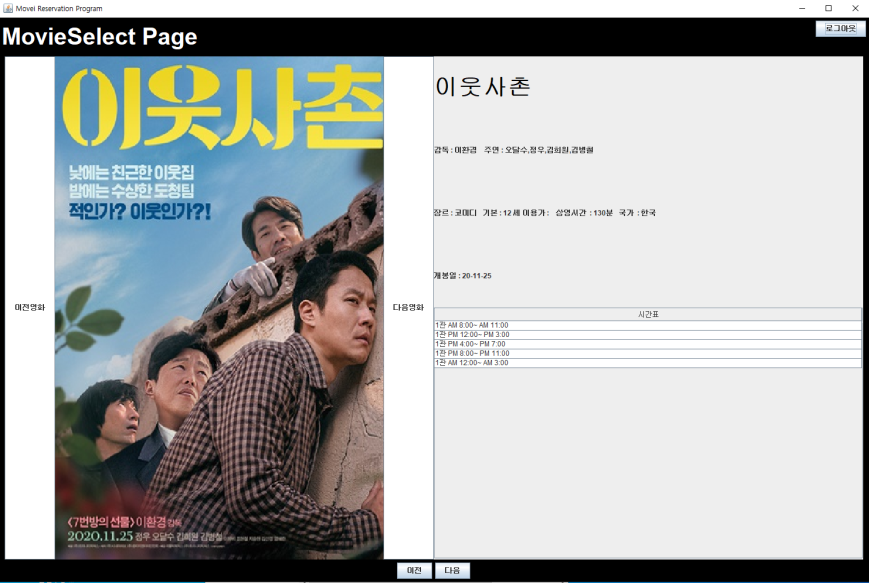 Movei Reservation Program
MovieSelect Page
로그아웃
이웃사촌
낮에는 친근한 이웃집
밤에는 수상한 도청팀
적인가? 이웃인가?!
이전영화
<7번방의 선물> 이환경 감독
2020.11.25 정우 오달수 김희원 김병철
다음영화
이웃사촌
감독 : 이환경 주연 : 오달수,정우,김희원,김병철
장르 : 코미디 기본 : 12세 이용가 : 상영시간 : 130분 국가 : 한국
개봉일 : 20-11-25
시간표
1관 AM 8:00~ AM 11:00
1관 PM 12:00~ PM 3:00
1관 PM 4:00~ PM 7:00
1관 PM 8:00~ PM 11:00
1관 AM 12:00~ AM 3:00
이전
다음